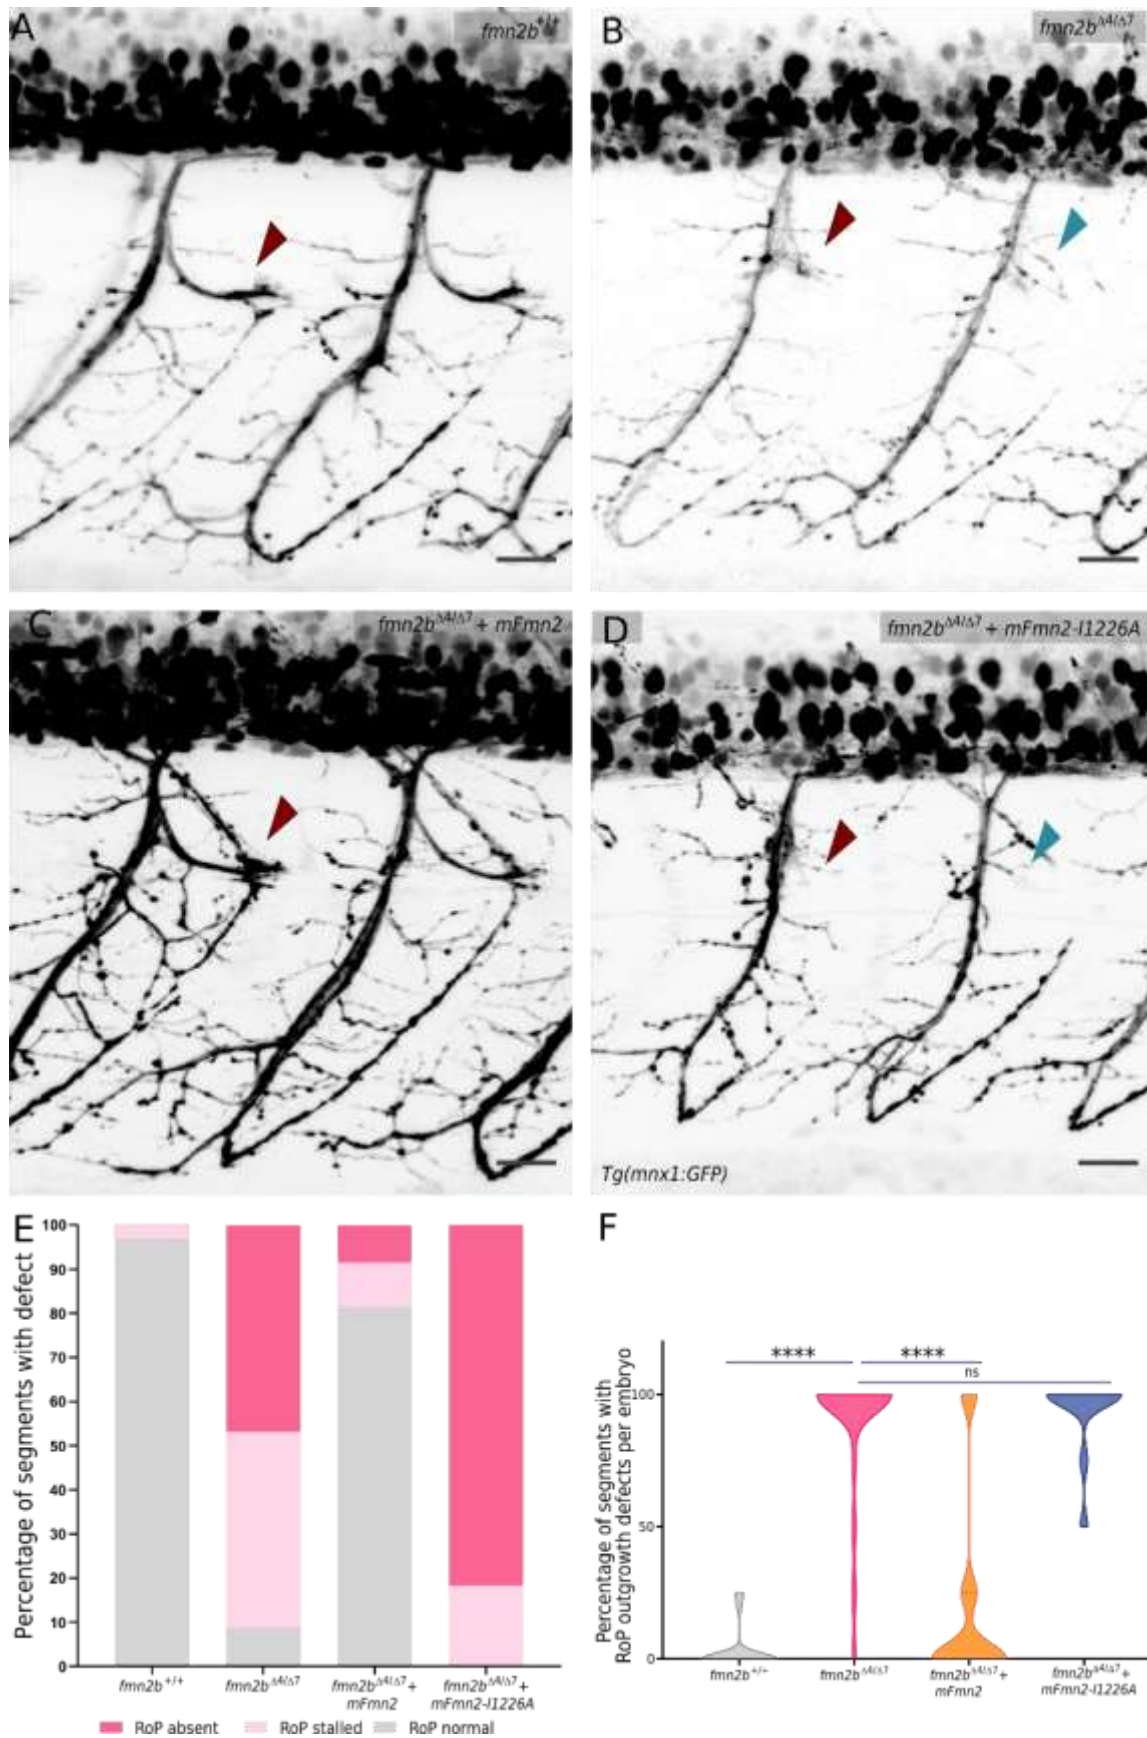 A
fmn2b+/+
B
fmn2bΔ4/Δ7
C
fmn2bΔ4/Δ7 + mFmn2
D
fmn2bΔ4/Δ7 + mFmn2-I1226A
Tg(mnx1:GFP)
E
Percentage of segments with defect
100
90
80
70
60
50
40
30
20
10
0
fmn2b+/+
fmn2bΔ4/Δ7
fmn2bΔ4/Δ7+
mFmn2
fmn2bΔ4/Δ7+
mFmn2-I1226A
RoP absent
RoP stalled
RoP normal
F
Percentage of segments with
RoP outgrowth defects per embryo
100
50
0
****
****
ns
fmn2b+/+
fmn2bΔ4/Δ7
fmn2bΔ4/Δ7+
mFmn2
fmn2bΔ4/Δ7+
mFmn2-I1226A